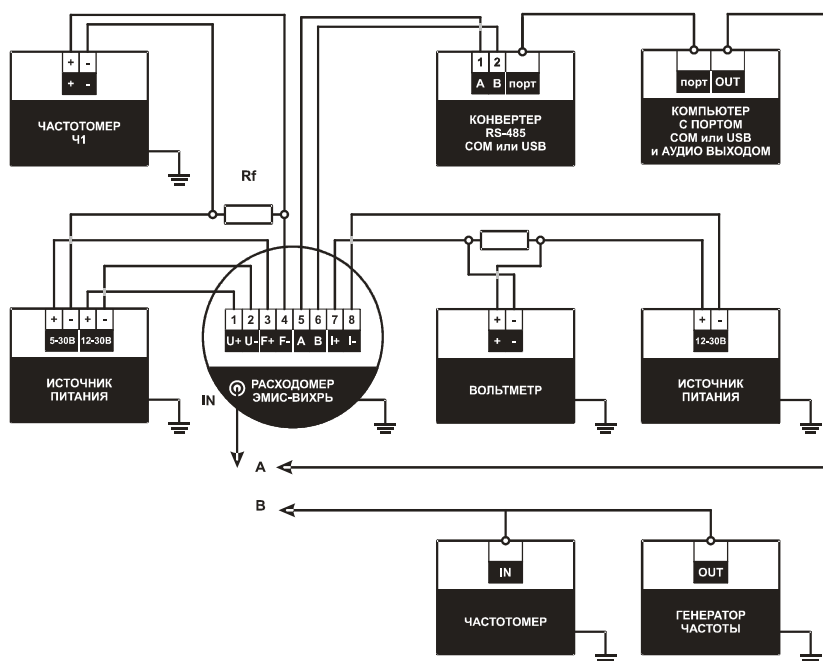 + -
+ -
ЧАСТОТОМЕР
Ч1
1 2
A B порт
КОНВЕРТЕР
RS-485
COM или USB
порт OUT
КОМПЬЮТЕР
С ПОРТОМ
COM или USB
и АУДИО ВЫХОДОМ
Rf
+ - + -
5-30В 12-30В
ИСТОЧНИК
ПИТАНИЯ
1 2 3 4 5 6 7 8
U+ U- F+ F- A B I+ I-
РАСХОДОМЕР
ЭМИС-ВИХРЬ
IN
+ -
+ -
ВОЛЬТМЕТР
+ -
12-30В
ИСТОЧНИК
ПИТАНИЯ
A
B
IN
ЧАСТОТОМЕР
OUT
ГЕНЕРАТОР
ЧАСТОТЫ